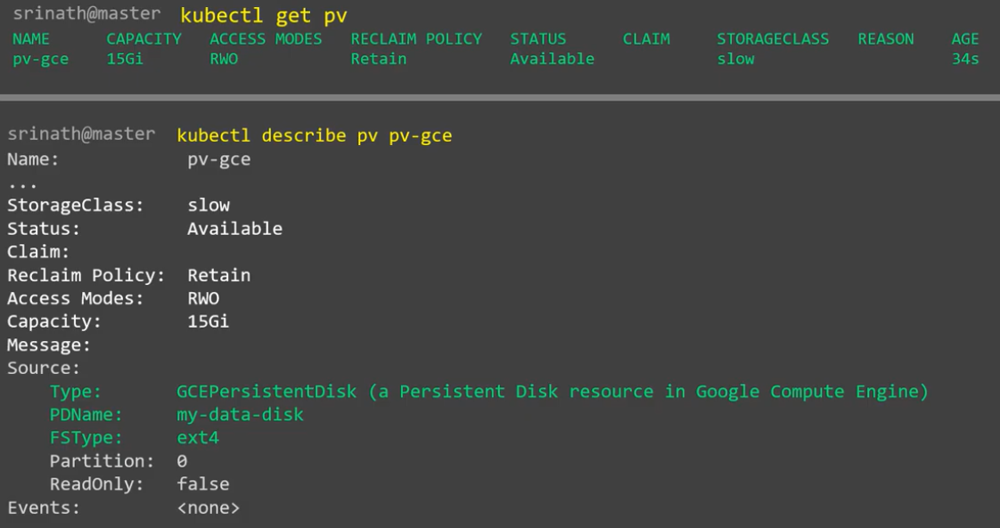 srinath@master kubectl get pv
NAME CAPACITY ACCESS MODES RECLAIM POLICY STATUS CLAIM STORAGECLASS REASON AGE
pv-gce 15Gi RWO Retain Available slow 34s
srinath@master kubectl describe pv pv-gce
Name: pv-gce
...
StorageClass: slow
Status: Available
Claim:
Reclaim Policy: Retain
Access Modes: RWO
Capacity: 15Gi
Message:
Source:
Type: GCEPersistentDisk (a Persistent Disk resource in Google Compute Engine)
PDName: my-data-disk
FSType: ext4
Partition: 0
ReadOnly: false
Events: <none>